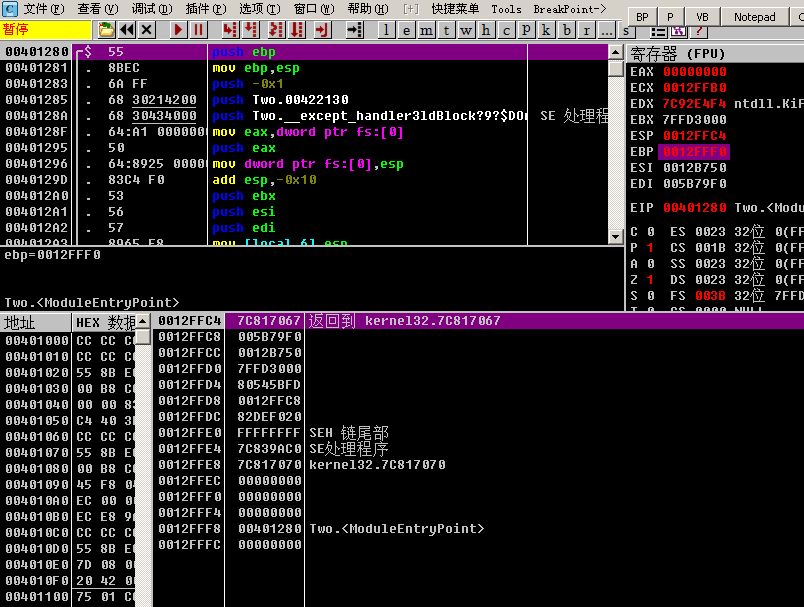 C 文件(F) 查看(V) 调试(D) 插件(P) 选项(T) 窗口(W) 帮助(H) [+] 快捷菜单 Tools BreakPoint->
暂停 l e m t w h c p k b r ... s ? BP P VB Notepad
00401280 $ 55 push ebp
00401281 . 8BEC mov ebp,esp
00401283 . 6A FF push -0x1
00401285 . 68 30214200 push Two.00422130
0040128A . 68 30434000 push Two.__except_handler3ldBlock?9?$DO SE 处理程
0040128F . 64:A1 0000000 mov eax,dword ptr fs:[0]
00401295 . 50 push eax
00401296 . 64:8925 0000 mov dword ptr fs:[0],esp
0040129D . 83C4 F0 add esp,-0x10
004012A0 . 53 push ebx
004012A1 . 56 push esi
004012A2 . 57 push edi
004012A3 . 8965 E8 mov [local.6],esp
ebp=0012FFF0
Two.<ModuleEntryPoint>
寄存器 (FPU)
EAX 00000000
ECX 0012FFB0
EDX 7C92E4F4 ntdll.KiF
EBX 7FFD3000
ESP 0012FFC4
EBP 0012FFF0
ESI 0012B750
EDI 005B79F0
EIP 00401280 Two.<Modu
C 0 ES 0023 32位 0(FF
P 1 CS 001B 32位 0(FF
A 0 SS 0023 32位 0(FF
Z 1 DS 0023 32位 0(FF
S 0 FS 003B 32位 7FFD
T 0 GS 0000 NULL
地址 HEX 数据
00401000 CC CC C
00401010 CC CC C
00401020 55 8B E
00401030 00 B8 C
00401040 00 00 8
00401050 C4 40 3
00401060 CC CC C
00401070 55 8B E
00401080 00 B8 C
00401090 45 F8 0
004010A0 EC 00 0
004010B0 EC E8 9
004010C0 CC CC C
004010D0 55 8B E
004010E0 7D 08 0
004010F0 20 42 0
00401100 75 01 C
0012FFC4 7C817067 返回到 kernel32.7C817067
0012FFC8 005B79F0
0012FFCC 0012B750
0012FFD0 7FFD3000
0012FFD4 80545BFD
0012FFD8 0012FFC8
0012FFDC 82DEF020
0012FFE0 FFFFFFFF SEH 链尾部
0012FFE4 7C839AC0 SE处理程序
0012FFE8 7C817070 kernel32.7C817070
0012FFEC 00000000
0012FFF0 00000000
0012FFF4 00000000
0012FFF8 00401280 Two.<ModuleEntryPoint>
0012FFFC 00000000